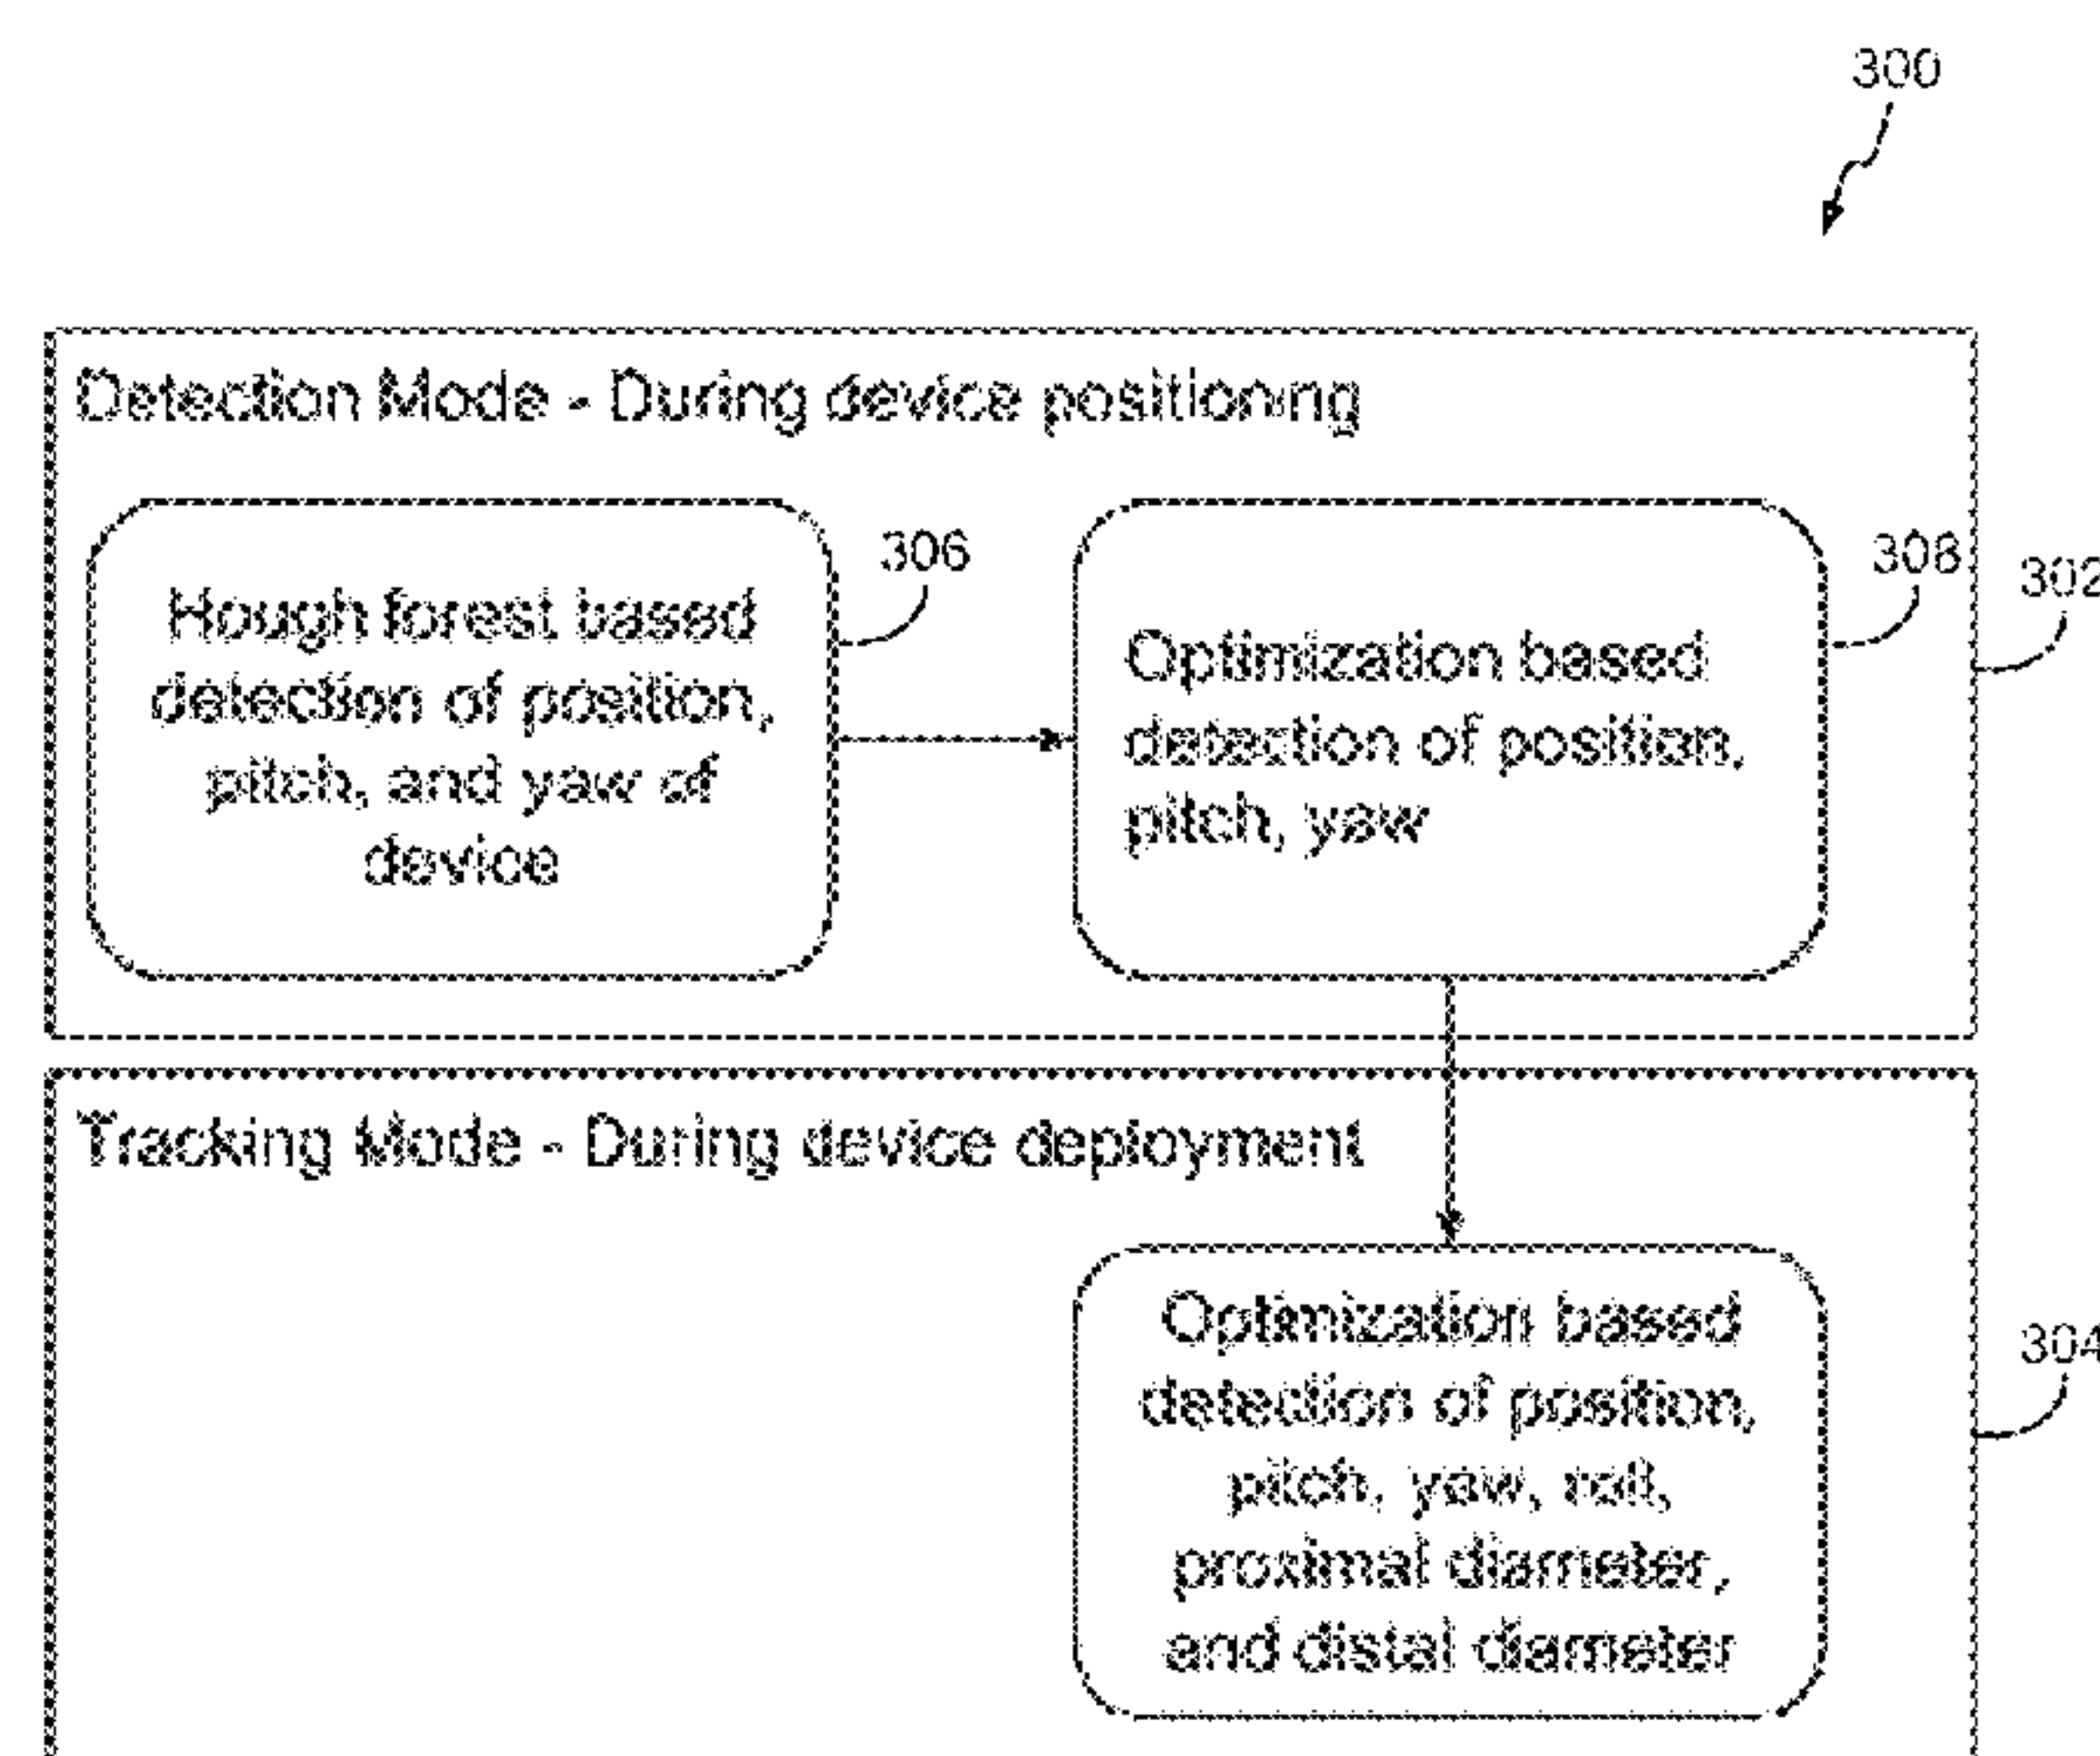 300
Detection Mode - During device positioning
306
308
302
Hough forest based
detection of position,
pitch, and yaw of
device
Optimization based
detection of position,
pitch, yaw
Tracking Mode - During device deployment
304
Optimization based
detection of position,
pitch, yaw, roll,
proximal diameter,
and distal diameter